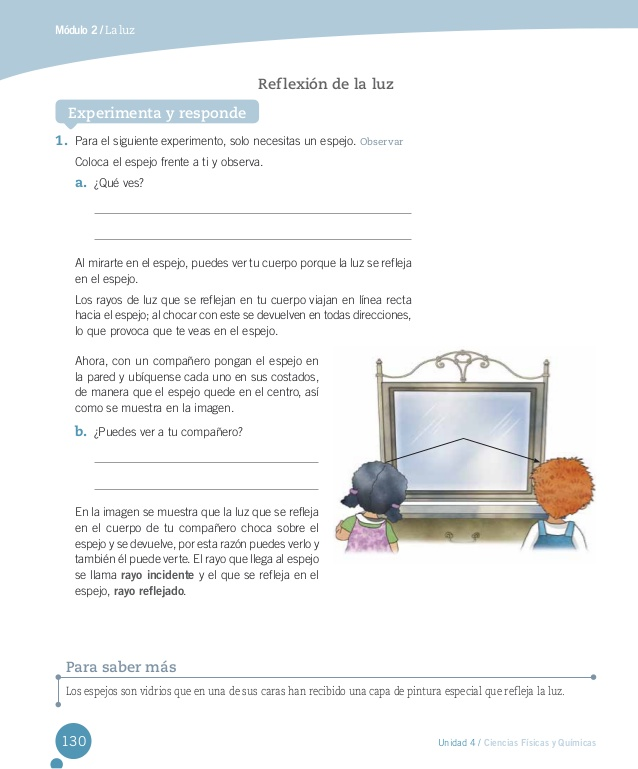 Módulo 2 / La luz
Reflexión de la luz
Experimenta y responde
1. Para el siguiente experimento, solo necesitas un espejo. Observar
Coloca el espejo frente a ti y observa.
a. ¿Qué ves?
Al mirarte en el espejo, puedes ver tu cuerpo porque la luz se refleja
en el espejo.
Los rayos de luz que se reflejan en tu cuerpo viajan en línea recta
hacia el espejo; al chocar con este se devuelven en todas direcciones,
lo que provoca que te veas en el espejo.
Ahora, con un compañero pongan el espejo en
la pared y ubíquense cada uno en sus costados,
de manera que el espejo quede en el centro, así
como se muestra en la imagen.
b. ¿Puedes ver a tu compañero?
En la imagen se muestra que la luz que se refleja
en el cuerpo de tu compañero choca sobre el
espejo y se devuelve, por esta razón puedes verlo y
también él puede verte. El rayo que llega al espejo
se llama rayo incidente y el que se refleja en el
espejo, rayo reflejado.
Para saber más
Los espejos son vidrios que en una de sus caras han recibido una capa de pintura especial que refleja la luz.
130
Unidad 4 / Ciencias Físicas y Químicas